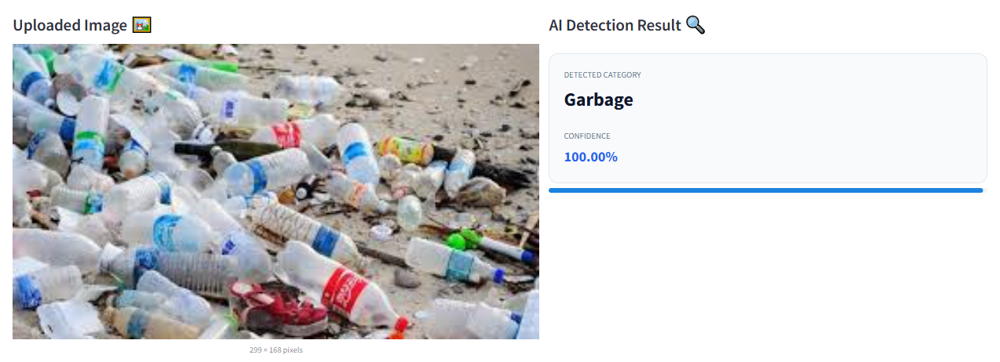 Uploaded Image 🖼️
299 × 168 pixels
AI Detection Result 🔍
DETECTED CATEGORY
Garbage
CONFIDENCE
100.00%